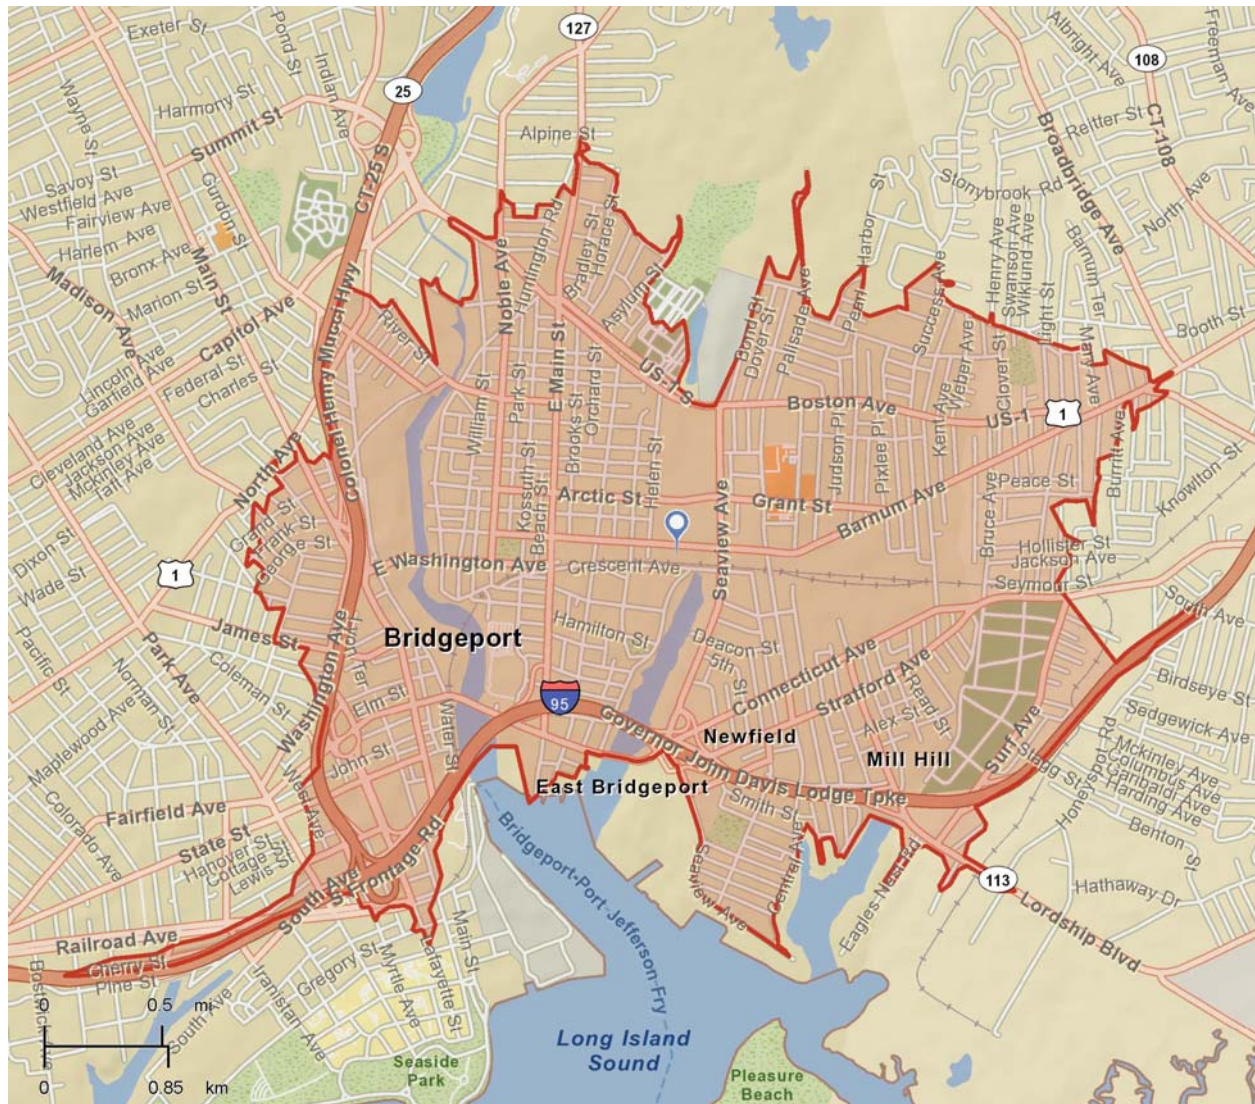 127
Exeter St
Pond St
Indian Ave
25
108
Albright Ave
Freeman Ave
Wayne St
Harmony St
Summit St
CT-25 S
Alpine St
Broadbridge Ave
Reitter St
CT-108
Savoy St
Westfield Ave
Fairview Ave
Harlem Ave
Bronx Ave
Marion St
Gurdon St
Main St
Madison Ave
Capitol Ave
Stonybrook Rd
North Ave
Harbor St
Huntington Rd
Bradley St
Horace St
Noble Ave
Asylum St
Bond St
Dover St
Palisade Ave
Penn
Success Ave
Henry Ave
Swanson Ave
Wiklund Ave
Barnum Ter
Light St
Booth St
Colonel Henry Mucci Hwy
River St
Lincoln Ave
Garfield Ave
Federal St
Charles St
William St
Park St
E Main St
Brooks St
Orchard St
US-1 S
Boston Ave
Kent Ave
Weber Ave
Clover St
Mary Ave
US-1
1
Cleveland Ave
Jackson Ave
Mckinley Ave
Taft Ave
North Ave
Kossuth St
Beach St
Helen St
Arctic St
Seaview Ave
Grant St
Judson Pl
Pixlee Pl
Barnum Ave
Bruce Ave
Peace St
Burritt Ave
Knowlton St
Grand St
Frank St
George St
Dixon St
Wade St
1
E Washington Ave
Crescent Ave
Hollister St
Jackson Ave
Seymour St
South Ave
James St
Pacific St
Park Ave
Norman St
Coleman St
Washington Ave
Bridgeport
Hamilton St
Deacon St
5th St
Connecticut Ave
Stratford Ave
Read St
Alex St
Birdseye St
Sedgewick Ave
Elm St
Water St
95
Governor John Davis Lodge Tpke
Newfield
Mill Hill
Surf Ave
Stagg St
Honeyspot Rd
Mckinley Ave
Columbus Ave
Garibaldi Ave
Harding Ave
Benton St
Maplewood Ave
Colorado Ave
John St
West Ave
East Bridgeport
Smith St
Fairfield Ave
State St
Hanover St
Cottage St
Lewis St
S Frontage Rd
South Ave
Bridgeport-Port-Jefferson-Fry
Seaview Ave
Central Ave
Eagles Nest Rd
113
Hathaway Dr
Lordship Blvd
Railroad Ave
Cherry St
Pine St
Bostwick Ave
South Ave
Iranistan Ave
Gregory St
Myrtle Ave
Lafayette St
Main St
0 0.5 mi
0 0.85 km
Seaside
Park
Long Island
Sound
Pleasure
Beach